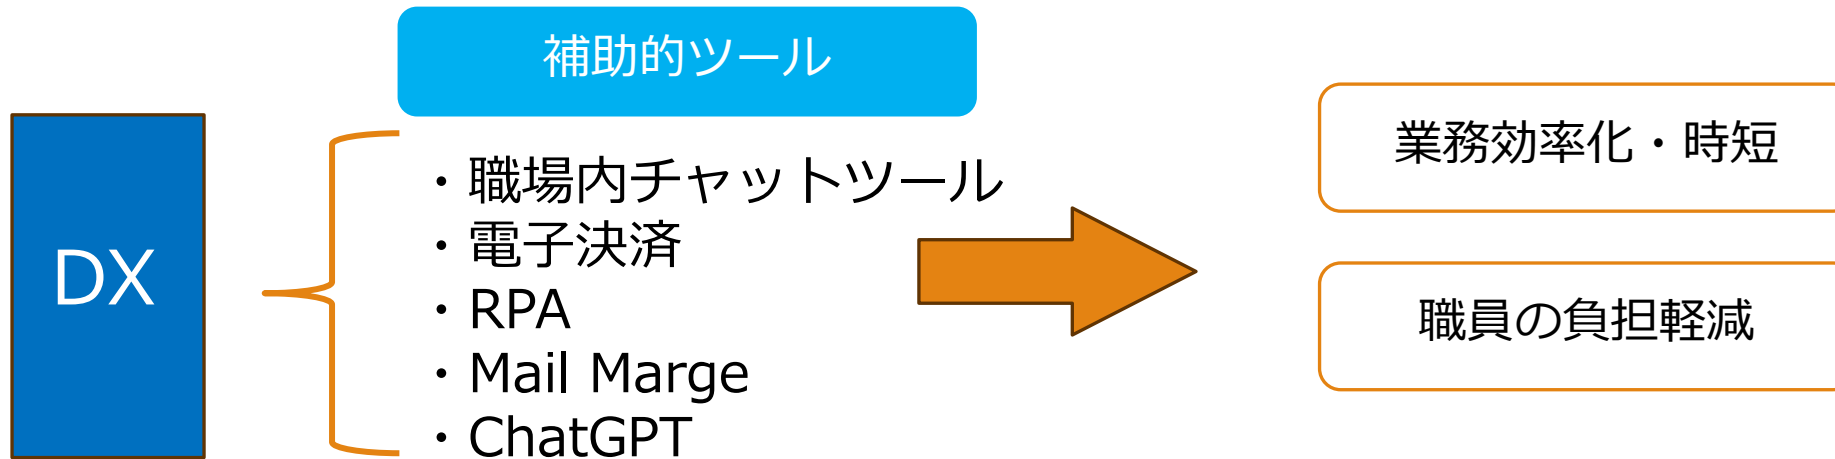 DX
補助的ツール
・職場内チャットツール
・電子決済
・RPA
・Mail Marge
・ChatGPT
業務効率化・時短
職員の負担軽減